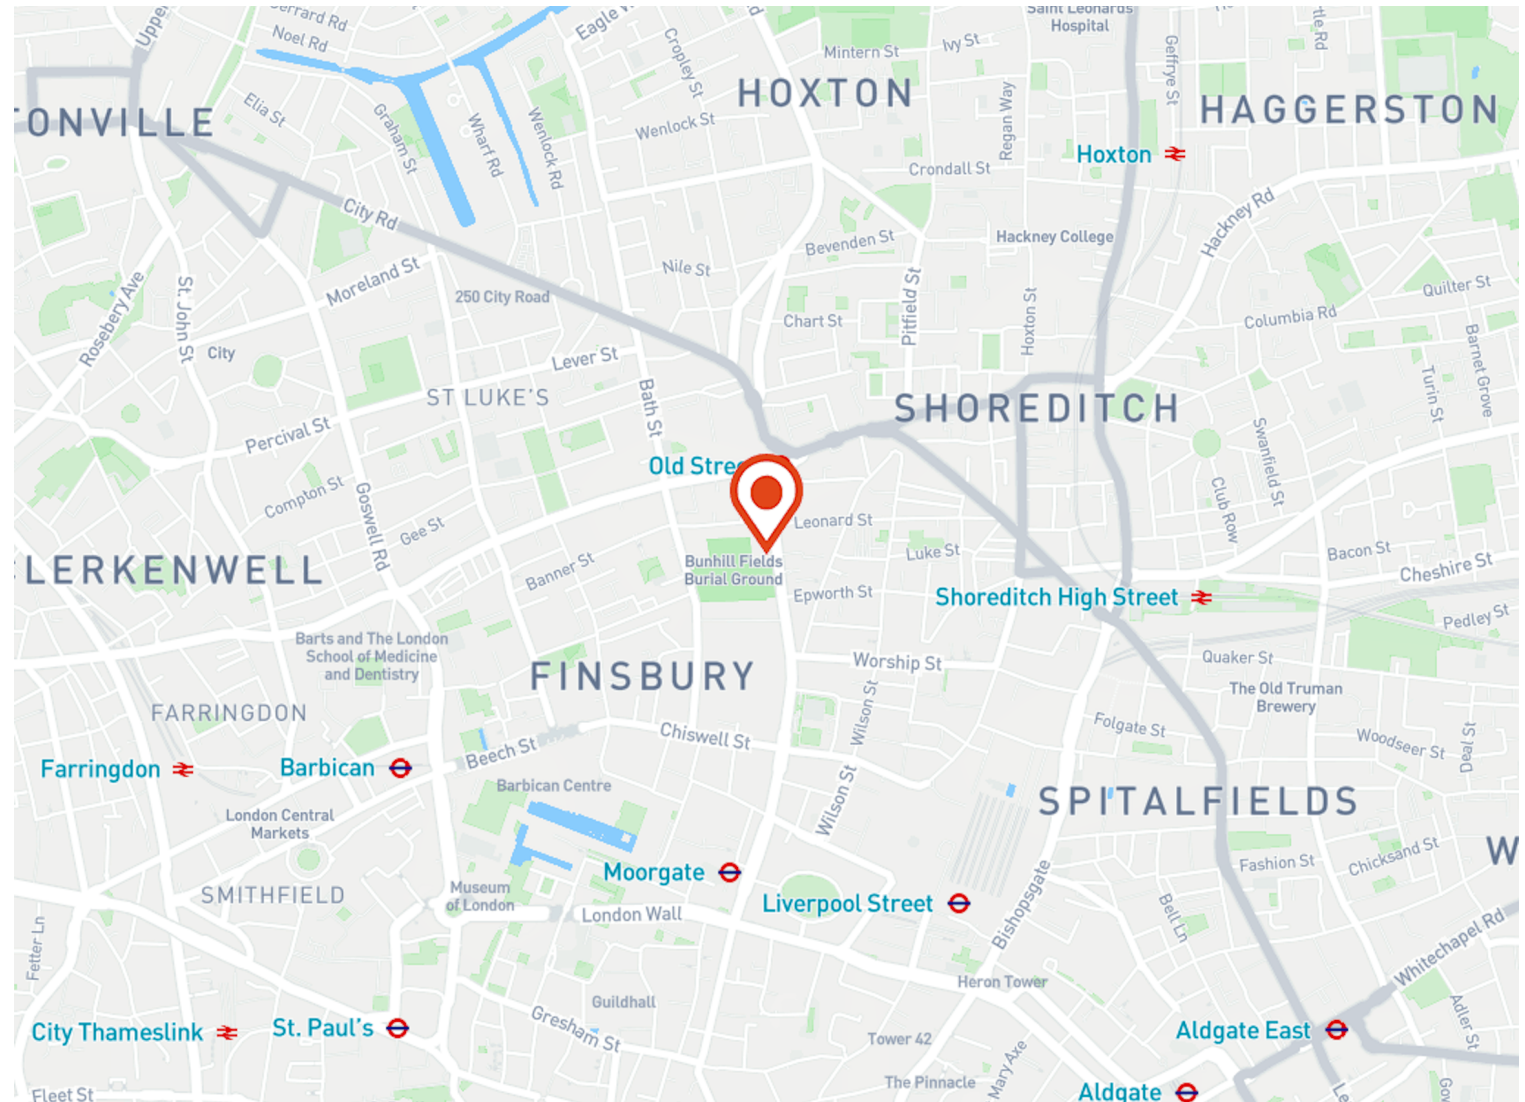 Gerrard Rd
Noel Rd
Upper
Eagle W
Saint Leonards
Hospital
Mintern St
Ivy St
Cropley St
Geffrye St
HOXTON
HAGGERSTON
TONVILLE
Elia St
Graham St
Wharf Rd
Wenlock Rd
Wenlock St
Regan Way
Hoxton
Crondall St
City Rd
Hackney Rd
Bevenden St
Hackney College
Moreland St
Nile St
250 City Road
Rosebery Ave
St. John St
Pitfield St
Hoxton St
Quilter St
Columbia Rd
Chart St
City
Lever St
Barnet Grove
Turin St
ST LUKE'S
Bath St
SHOREDITCH
Percival St
Swanfield St
Old Stre
Compton St
Goswell Rd
Gee St
Leonard St
Club Row
Luke St
Bacon St
Cheshire St
LERKENWELL
Banner St
Bunhill Fields
Burial Ground
Epworth St
Shoreditch High Street
Pedley St
Barts and The London
School of Medicine
and Dentistry
FINSBURY
Worship St
Quaker St
The Old Truman
Brewery
FARRINGDON
Wilson St
Folgate St
Chiswell St
Woodseer St
Deal St
Beech St
Farringdon
Barbican
Barbican Centre
Wilson St
SPITALFIELDS
London Central
Markets
Fashion St
Chicksand St
W
Moorgate
SMITHFIELD
Museum
of London
London Wall
Liverpool Street
Bishopsgate
Bell Ln
Fetter Ln
Whitechapel Rd
Heron Tower
Guildhall
Adler St
City Thameslink
St. Paul's
Gresham St
Tower 42
Aldgate East
Mary Axe
The Pinnacle
Aldgate
Fleet St